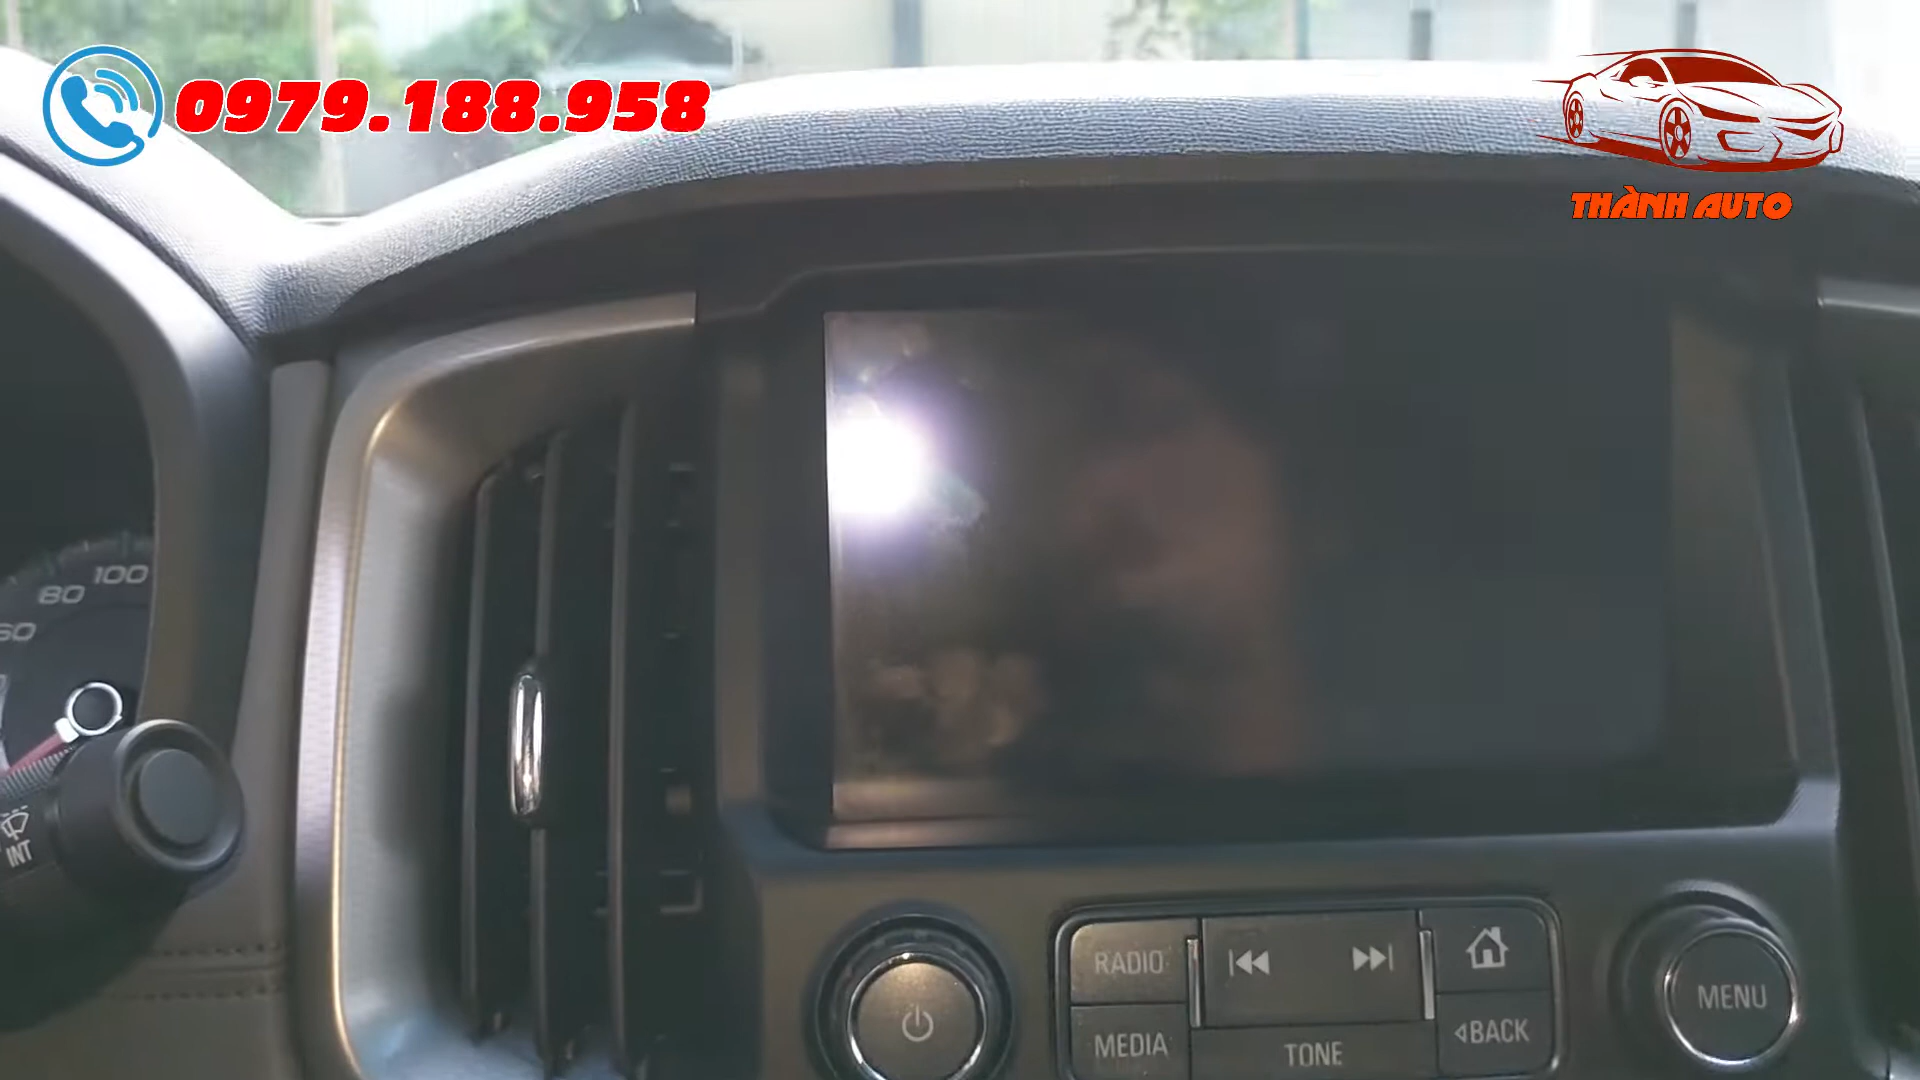 0979.188.958
THÀNH AUTO
100
80
60
INT
RADIO
MEDIA
TONE
BACK
MENU